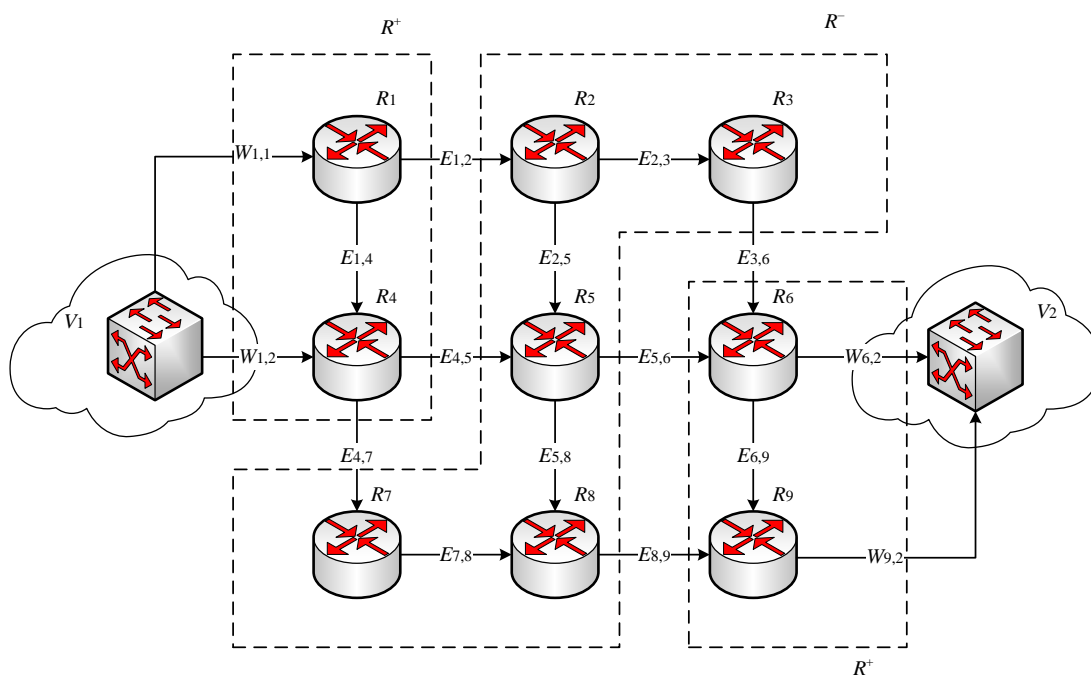 R+
R−
R1
R2
R3
W1,1
E1,2
E2,3
E1,4
E2,5
E3,6
V1
R4
R5
R6
V2
W1,2
E4,5
E5,6
W6,2
E4,7
E5,8
E6,9
R7
R8
R9
E7,8
E8,9
W9,2
R+